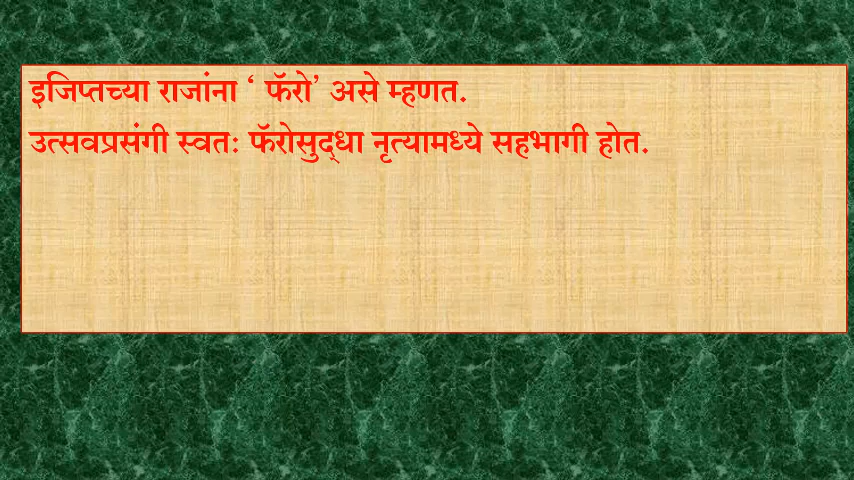 इजिप्तच्या राजांना ‘ फॅरो’ असे म्हणत.
उत्सवप्रसंगी स्वतः फॅरोसुद्धा नृत्यामध्ये सहभागी होत.